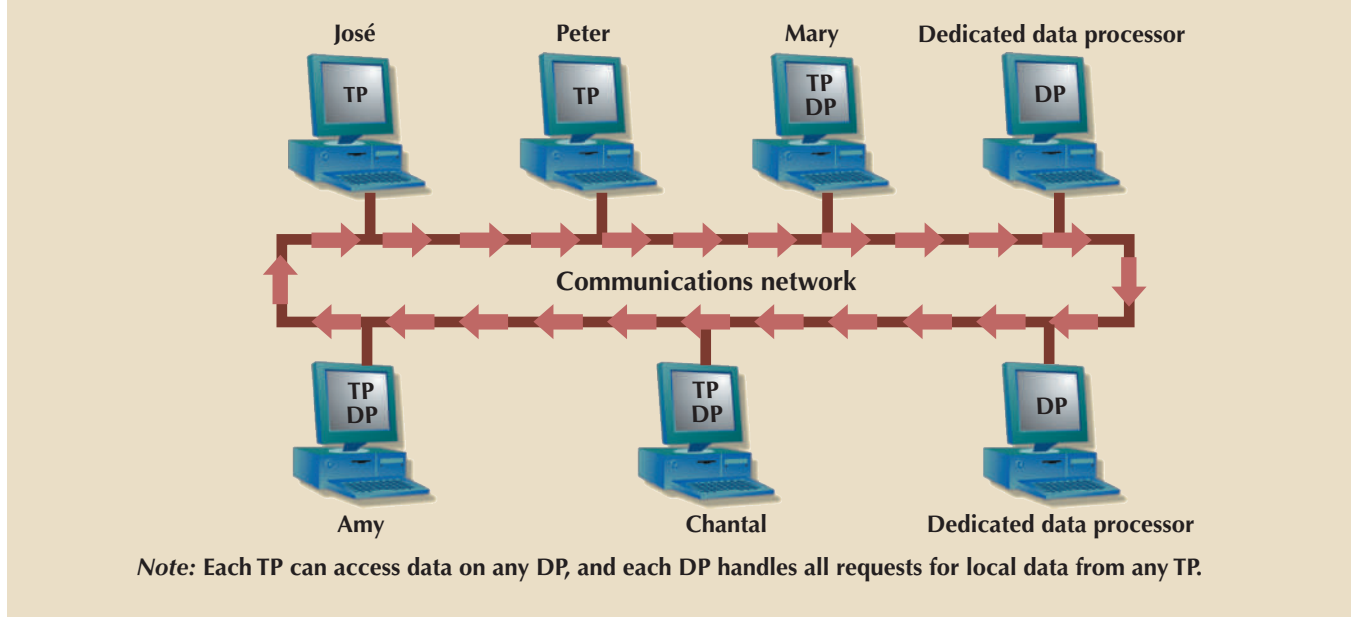 José
Peter
Mary
Dedicated data processor
TP
TP
TP
DP
DP
Communications network
TP
DP
TP
DP
DP
Amy
Chantal
Dedicated data processor
Note: Each TP can access data on any DP, and each DP handles all requests for local data from any TP.